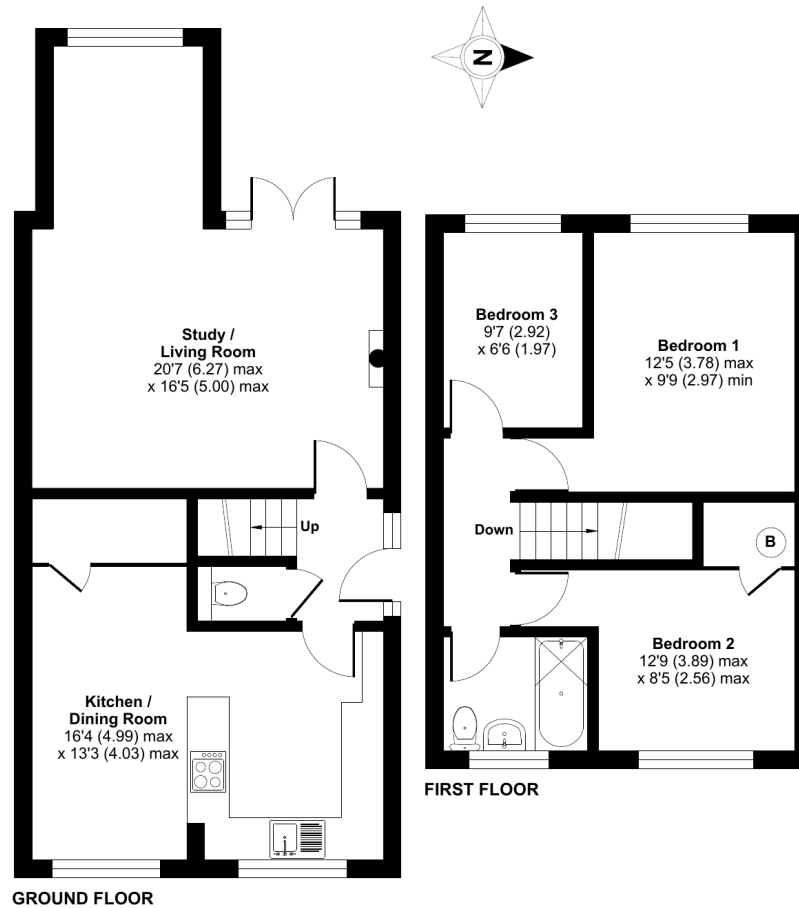 N
Study /
Living Room
20'7 (6.27) max
x 16'5 (5.00) max
Up
Kitchen /
Dining Room
16'4 (4.99) max
x 13'3 (4.03) max
GROUND FLOOR
Bedroom 3
9'7 (2.92)
x 6'6 (1.97)
Bedroom 1
12'5 (3.78) max
x 9'9 (2.97) min
Down
B
Bedroom 2
12'9 (3.89) max
x 8'5 (2.56) max
FIRST FLOOR